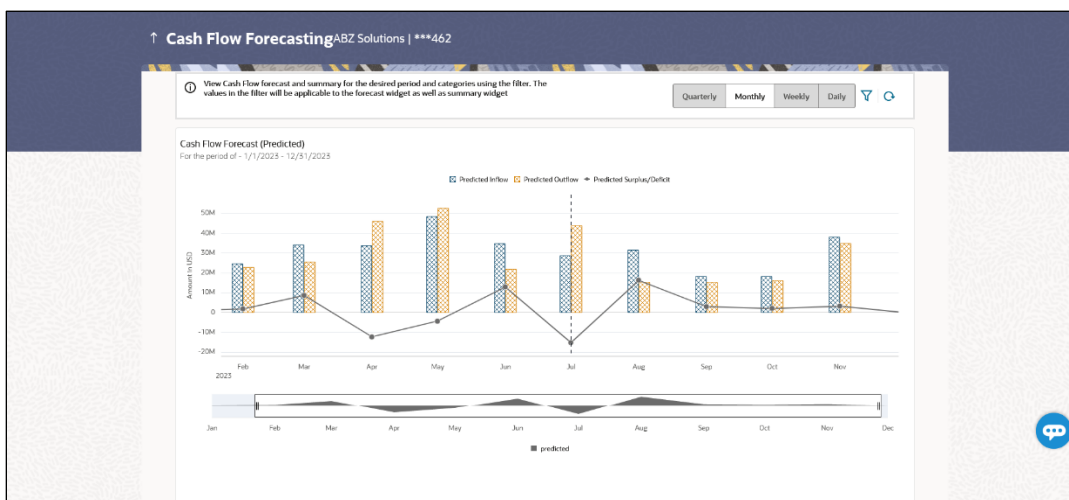 ↑ Cash Flow Forecasting ABZ Solutions | ***462
View Cash Flow forecast and summary for the desired period and categories using the filter. The
values in the filter will be applicable to the forecast widget as well as summary widget
Quarterly Monthly Weekly Daily
Cash Flow Forecast (Predicted)
For the period of - 1/1/2023 - 12/31/2023
Predicted Inflow Predicted Outflow Predicted Surplus/Deficit
Amount in USD
50M
40M
30M
20M
10M
0
-10M
-20M
Feb Mar Apr May Jun Jul Aug Sep Oct Nov
2023
Jan Feb Mar Apr May Jun Jul Aug Sep Oct Nov Dec
predicted